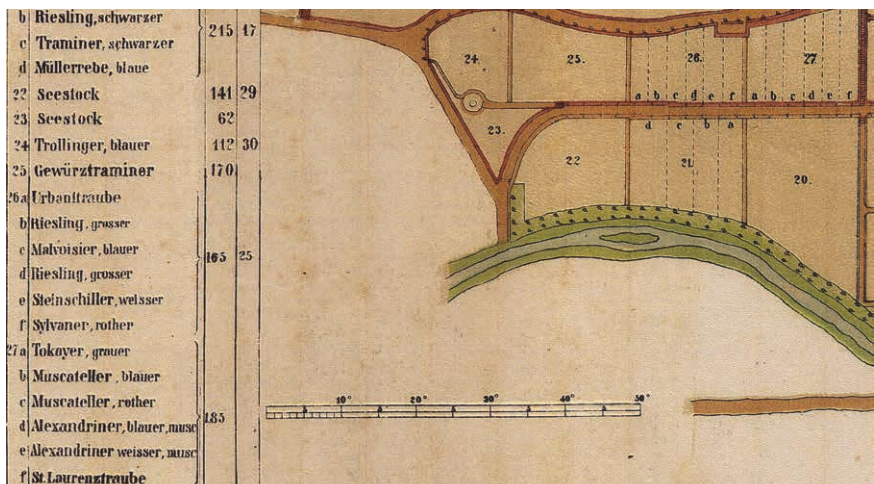 b Riesling, schwarzer
c Traminer, schwarzer 215 17
d Müllerrebe, blaue
22 Seestock 141 29
23 Seestock 62
24 Trollinger, blauer 112 30
25 Gewürztraminer 170
26a Urbanitraube
b Riesling, grosser
c Malvoisier, blauer 165 25
d Riesling, grosser
e Steinschiller, weisser
f Sylvaner, rother
27a Tokayer, grauer
b Muscateller, blauer
c Muscateller, rother
d Alexandriner, blauer, musc 185
e Alexandriner weisser, musc
f St. Laurenztraube
24. 25. 26. 27.
a b c d e f a b c d e f
23. d c b a
22 21. 20.
10° 20° 30° 40° 50°